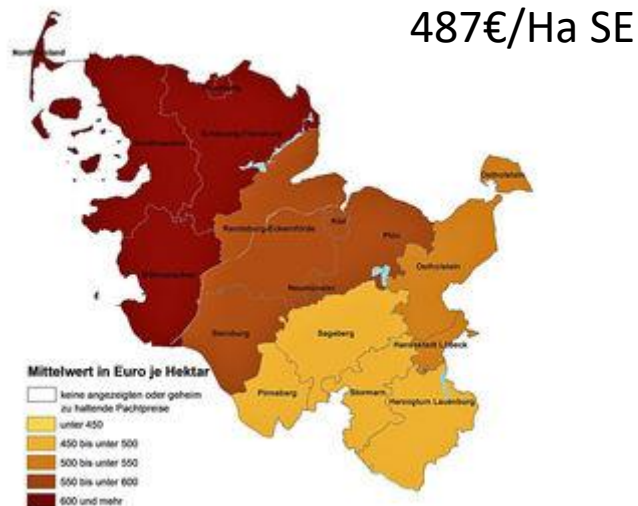 487€/Ha SE
Schleswig-Flensburg
Rendsburg-Eckernförde
Kiel
Plön
Ostholstein
Ostholstein
Dithmarschen
Neumünster
Steinburg
Segeberg
Hansestadt Lübeck
Pinneberg
Stormarn
Herzogtum Lauenburg
Mittelwert in Euro je Hektar
keine angezeigten oder geheim
zu haltende Pachtpreise
unter 450
450 bis unter 500
500 bis unter 550
550 bis unter 600
600 und mehr